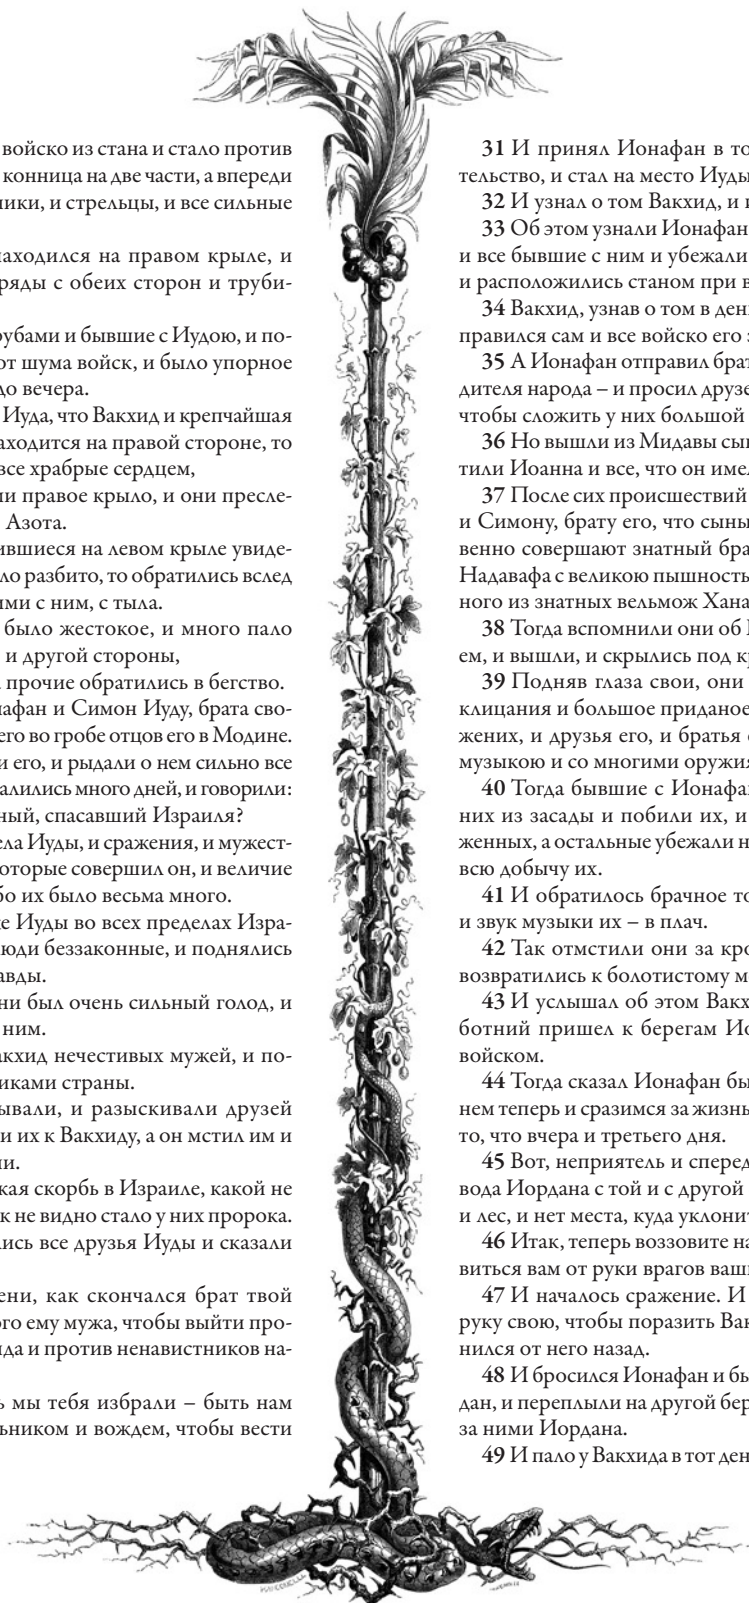 войско из стана и стало против
конница на две части, а впереди
ники, и стрельцы, и все сильные
находился на правом крыле, и
ряды с обеих сторон и труби-
рубами и бывшие с Иудою, и по-
от шума войск, и было упорное
до вечера.
Иуда, что Вакхид и крепчайшая
находится на правой стороне, то
все храбрые сердцем,
ли правое крыло, и они пресле-
Азота.
ившиеся на левом крыле увиде-
ло разбито, то обратились вслед
ими с ним, с тыла.
было жестокое, и много пало
и другой стороны,
прочие обратились в бегство.
нафан и Симон Иуду, брата сво-
его во гробе отцов его в Модине.
и его, и рыдали о нем сильно все
чалились много дней, и говорили:
ный, спасавший Израиля?
ела Иуды, и сражения, и мужест-
которые совершил он, и величие
бо их было весьма много.
е Иуды во всех пределах Изра-
люди беззаконные, и поднялись
авды.
ни был очень сильный голод, и
ним.
акхид нечестивых мужей, и по-
иками страны.
ывали, и разыскивали друзей
и их к Вакхиду, а он мстил им и
ни.
кая скорбь в Израиле, какой не
к не видно стало у них пророка.
лись все друзья Иуды и сказали
ени, как скончался брат твой
ого ему мужа, чтобы выйти про-
да и против ненавистников на-
ь мы тебя избрали – быть нам
льником и вождем, чтобы вести
31 И принял Ионафан в то
тельство, и стал на место Иуды
32 И узнал о том Вакхид, и и
33 Об этом узнали Ионафан
и все бывшие с ним и убежали
и расположились станом при в
34 Вакхид, узнав о том в ден
правился сам и все войско его з
35 А Ионафан отправил брат
дителя народа – и просил друзе
чтобы сложить у них большой
36 Но вышли из Мидавы сын
тили Иоанна и все, что он имел
37 После сих происшествий
и Симону, брату его, что сыны
венно совершают знатный бра
Надавафа с великою пышность
ного из знатных вельмож Хана
38 Тогда вспомнили они об
ем, и вышли, и скрылись под кр
39 Подняв глаза свои, они
клицания и большое приданое
жених, и друзья его, и братья
музыкою и со многими оружия
40 Тогда бывшие с Ионафан
них из засады и побили их, и
женных, а остальные убежали н
всю добычу их.
41 И обратилось брачное то
и звук музыки их – в плач.
42 Так отмстили они за кро
возвратились к болотистому м
43 И услышал об этом Вакх
ботний пришел к берегам Ио
войском.
44 Тогда сказал Ионафан бы
нем теперь и сразимся за жизнь
то, что вчера и третьего дня.
45 Вот, неприятель и сперед
вода Иордана с той и с другой
и лес, и нет места, куда уклонит
46 Итак, теперь воззовите на
виться вам от руки врагов ваши
47 И началось сражение. И
руку свою, чтобы поразить Вак
нился от него назад.
48 И бросился Ионафан и бы
дан, и переплыли на другой бер
за ними Иордана.
49 И пало у Вакхида в тот ден